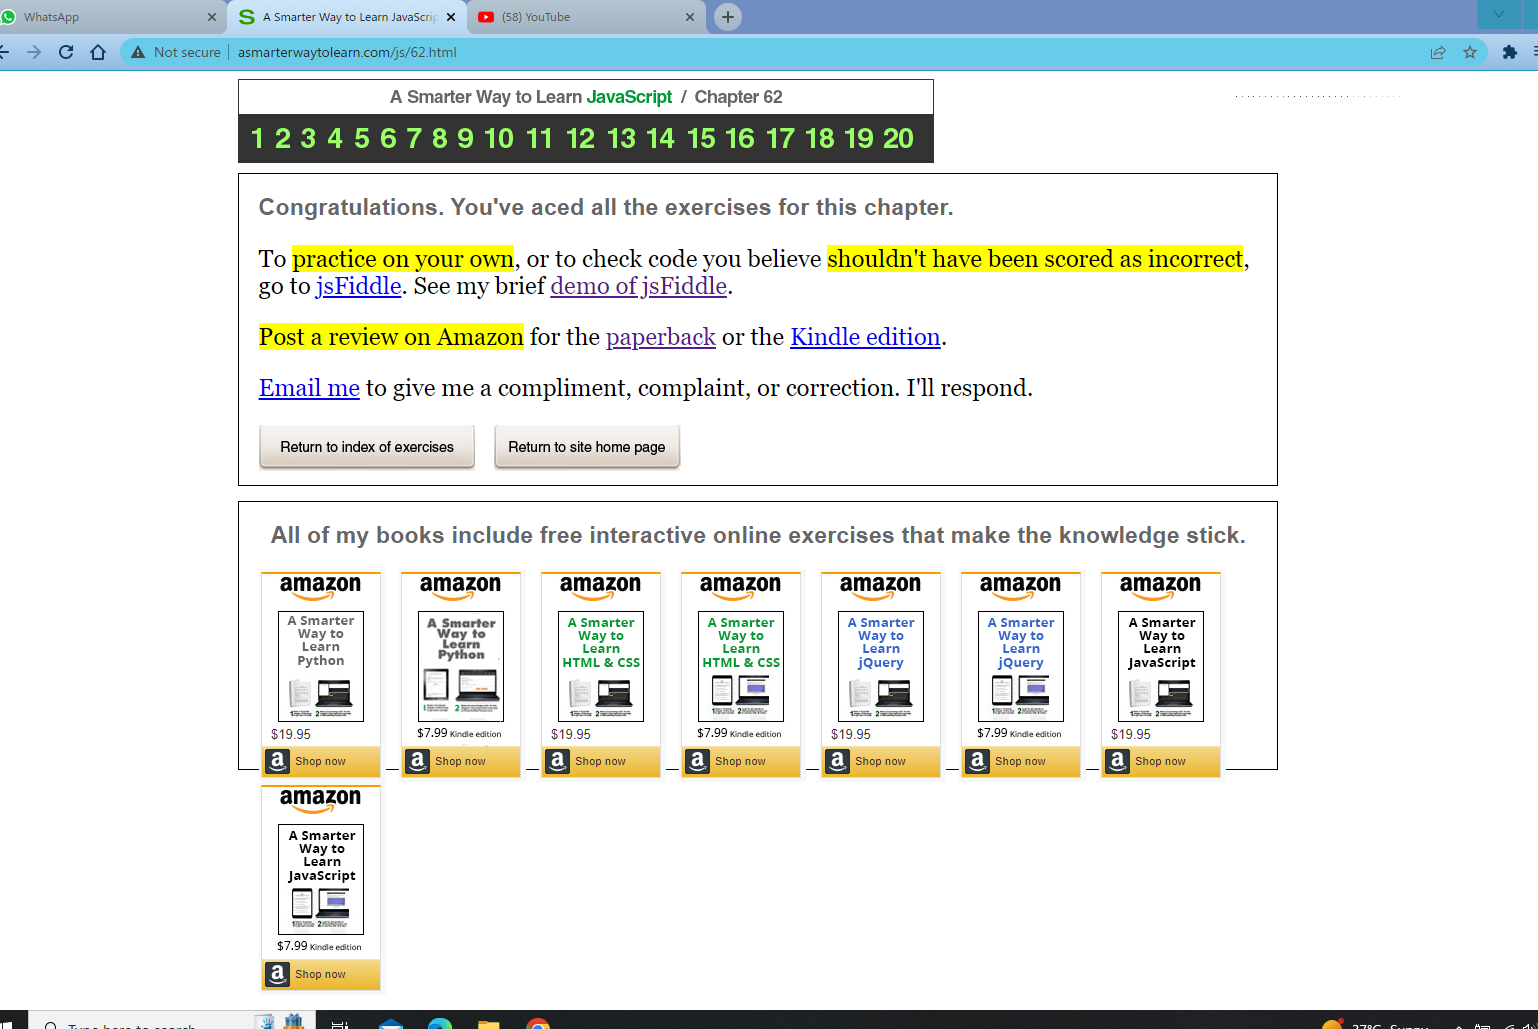 WhatsApp
A Smarter Way to Learn JavaScrip
(58) YouTube
Not secure
asmarterwaytolearn.com/js/62.html
A Smarter Way to Learn JavaScript / Chapter 62
1 2 3 4 5 6 7 8 9 10 11 12 13 14 15 16 17 18 19 20
Congratulations. You've aced all the exercises for this chapter.
To practice on your own, or to check code you believe shouldn't have been scored as incorrect,
go to jsFiddle. See my brief demo of jsFiddle.
Post a review on Amazon for the paperback or the Kindle edition.
Email me to give me a compliment, complaint, or correction. I'll respond.
Return to index of exercises
Return to site home page
All of my books include free interactive online exercises that make the knowledge stick.
amazon
A Smarter
Way to
Learn
Python
$19.95
Shop now
amazon
A Smarter
Way to
Learn
Python
$7.99 Kindle edition
Shop now
amazon
A Smarter
Way to
Learn
HTML & CSS
$19.95
Shop now
amazon
A Smarter
Way to
Learn
HTML & CSS
$7.99 Kindle edition
Shop now
amazon
A Smarter
Way to
Learn
jQuery
$19.95
Shop now
amazon
A Smarter
Way to
Learn
jQuery
$7.99 Kindle edition
Shop now
amazon
A Smarter
Way to
Learn
JavaScript
$19.95
Shop now
amazon
A Smarter
Way to
Learn
JavaScript
$7.99 Kindle edition
Shop now
Type here to search
37°C Sunny